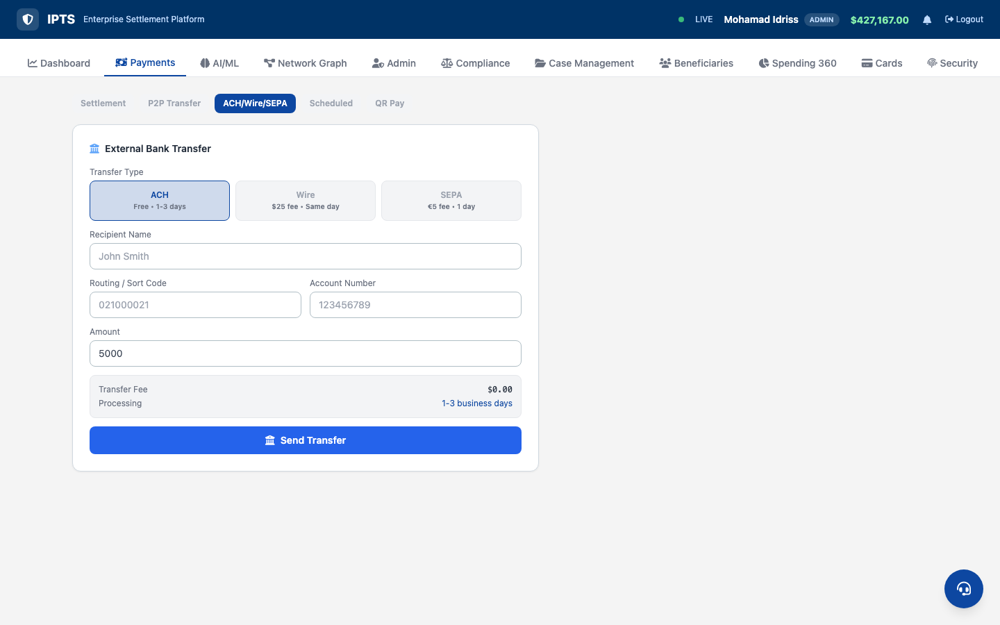 IPTS Enterprise Settlement Platform LIVE Mohamad Idriss ADMIN $427,167.00 Logout
Dashboard Payments AI/ML Network Graph Admin Compliance Case Management Beneficiaries Spending 360 Cards Security
Settlement P2P Transfer ACH/Wire/SEPA Scheduled QR Pay
External Bank Transfer
Transfer Type
ACH Wire SEPA
Free • 1-3 days $25 fee • Same day €5 fee • 1 day
Recipient Name
John Smith
Routing / Sort Code Account Number
021000021 123456789
Amount
5000
Transfer Fee $0.00
Processing 1-3 business days
Send Transfer